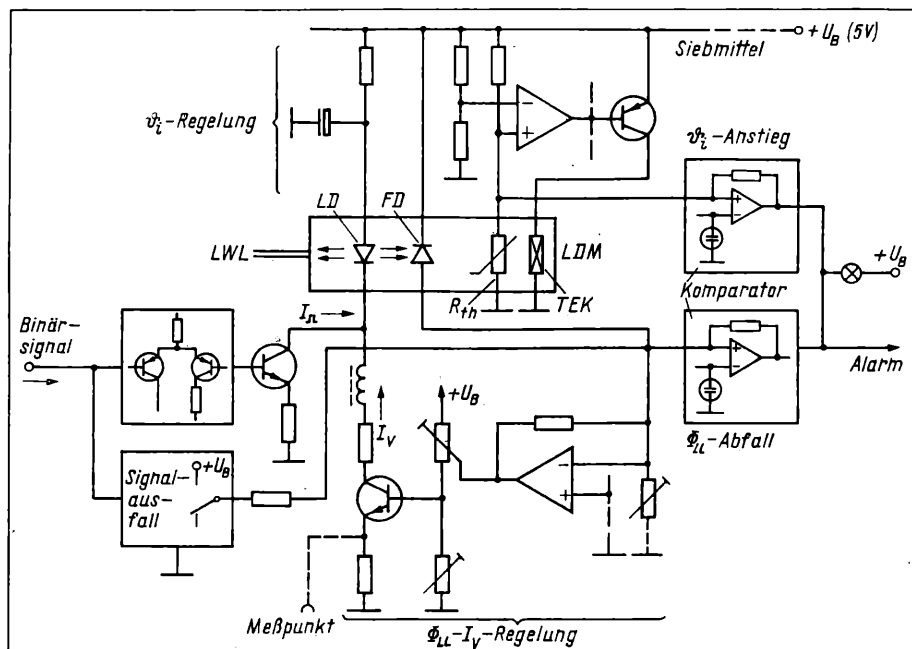 Siebmittel
+U_B (5V)
ϑ_i-Regelung
ϑ_i-Anstieg
LD
FD
LWL
LDM
R_th
TEK
Komparator
+U_B
I_Л
Binär-
signal
Alarm
+U_B
I_V
Φ_LL-Abfall
+U_B
Signal-
aus-
fall
Meßpunkt
Φ_LL-I_V-Regelung